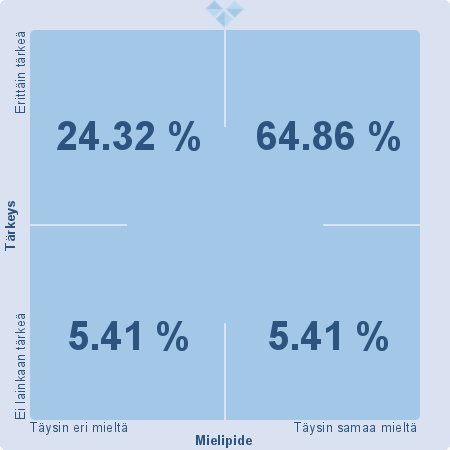 Erittäin tärkeä
24.32 %
64.86 %
Tärkeys
5.41 %
5.41 %
Ei lainkaan tärkeä
Täysin eri mieltä
Täysin samaa mieltä
Mielipide